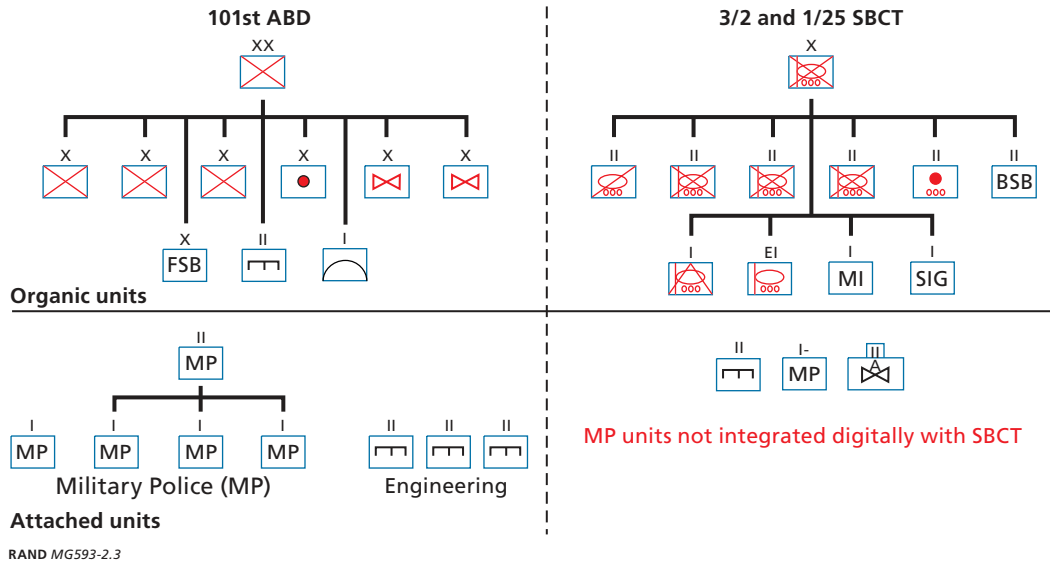 101st ABD
3/2 and 1/25 SBCT
XX
X
X X X X X X
II II II II II II
BSB
X II I
FSB
I EI I I
MI SIG
Organic units
II
MP
II I- II
MP A
I I I I II II II
MP MP MP MP
MP units not integrated digitally with SBCT
Military Police (MP) Engineering
Attached units
RAND MG593-2.3